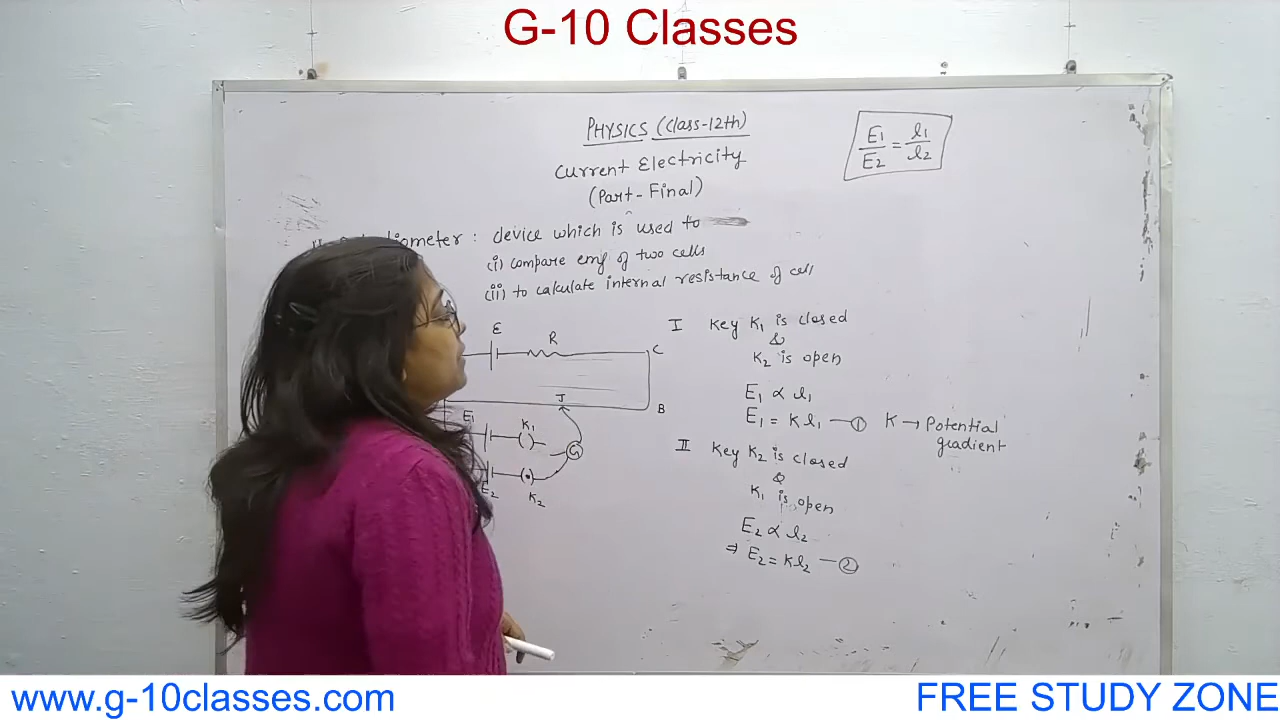 G-10 Classes
PHYSICS (Class-12th)
Current Electricity
(Part-Final)
E1/E2 = l1/l2
device which is used to
(i) compare emf of two cells
(ii) to calculate internal resistance of cell
E
R
C
J
B
E1
K1
G
E2
K2
I Key K1 is closed
&
K2 is open
E1 ∝ l1
E1 = Kl1 — ①
K → Potential
gradient
II Key K2 is closed
&
K1 is open
E2 ∝ l2
⇒ E2 = Kl2 — ②
www.g-10classes.com
FREE STUDY ZONE